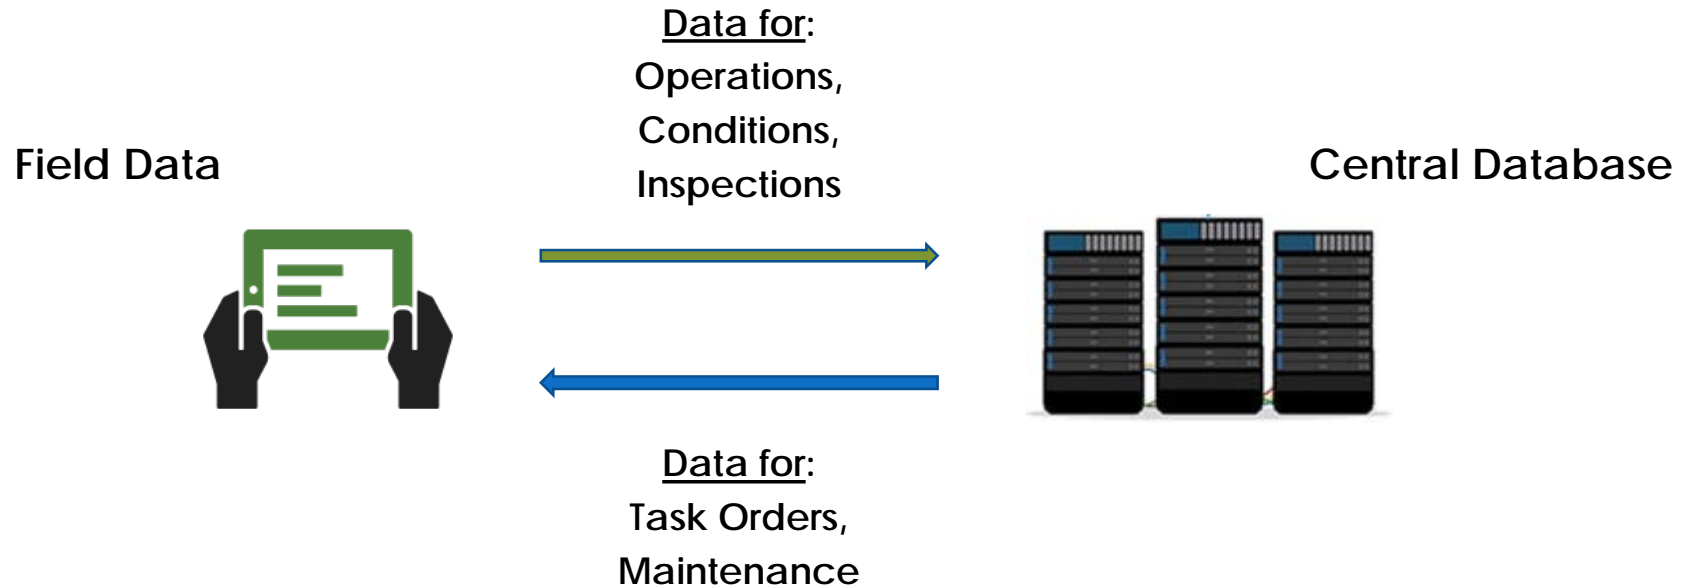 Data for:
Operations,
Conditions,
Inspections
Field Data
Central Database
Data for:
Task Orders,
Maintenance